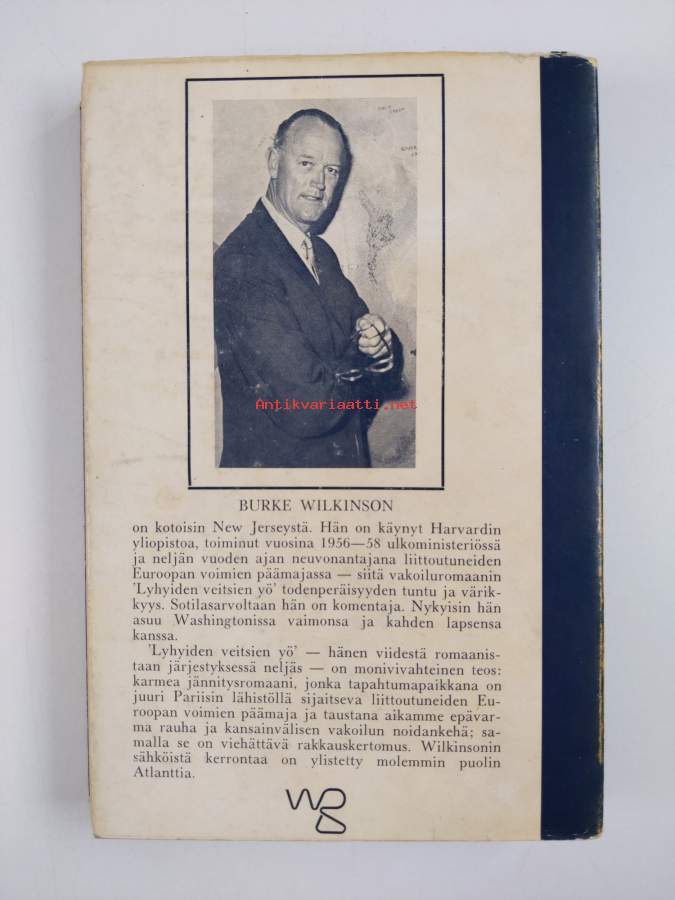 Antikvariaatti.net
BURKE WILKINSON
on kotoisin New Jerseystä. Hän on käynyt Harvardin
yliopistoa, toiminut vuosina 1956—58 ulkoministeriössä
ja neljän vuoden ajan neuvonantajana liittoutuneiden
Euroopan voimien päämajassa — siitä vakoiluromaanin
'Lyhyiden veitsien yö' todenperäisyyden tuntu ja värik-
kyys. Sotilasarvoltaan hän on komentaja. Nykyisin hän
asuu Washingtonissa vaimonsa ja kahden lapsensa
kanssa.
'Lyhyiden veitsien yö' — hänen viidestä romaanis-
taan järjestyksessä neljäs — on monivivahteinen teos:
karmea jännitysromaani, jonka tapahtumapaikkana on
juuri Pariisin lähistöllä sijaitseva liittoutuneiden Eu-
roopan voimien päämaja ja taustana aikamme epävar-
ma rauha ja kansainvälisen vakoilun noidankehä; sa-
malla se on viehättävä rakkauskertomus. Wilkinsonin
sähköistä kerrontaa on ylistetty molemmin puolin
Atlanttia.